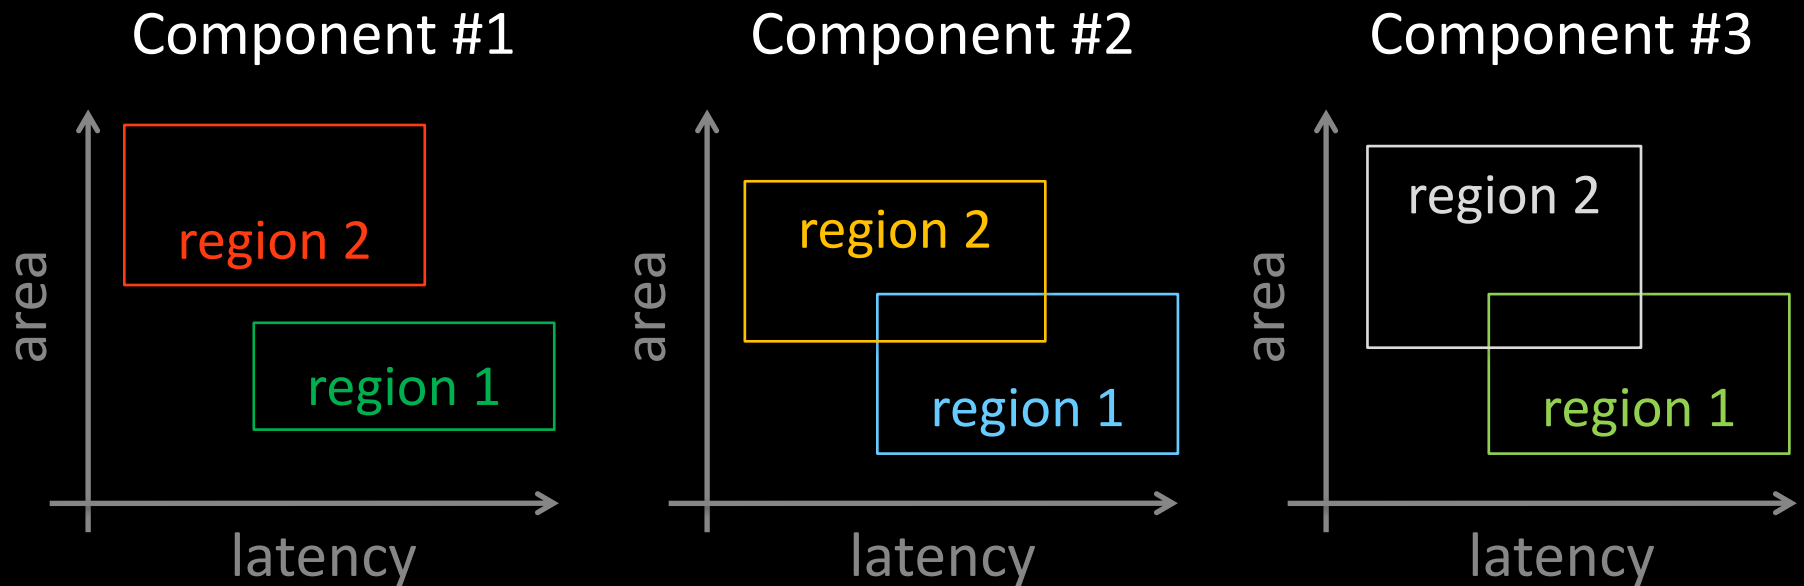 Component #1
area
region 2
region 1
latency
Component #2
area
region 2
region 1
latency
Component #3
area
region 2
region 1
latency